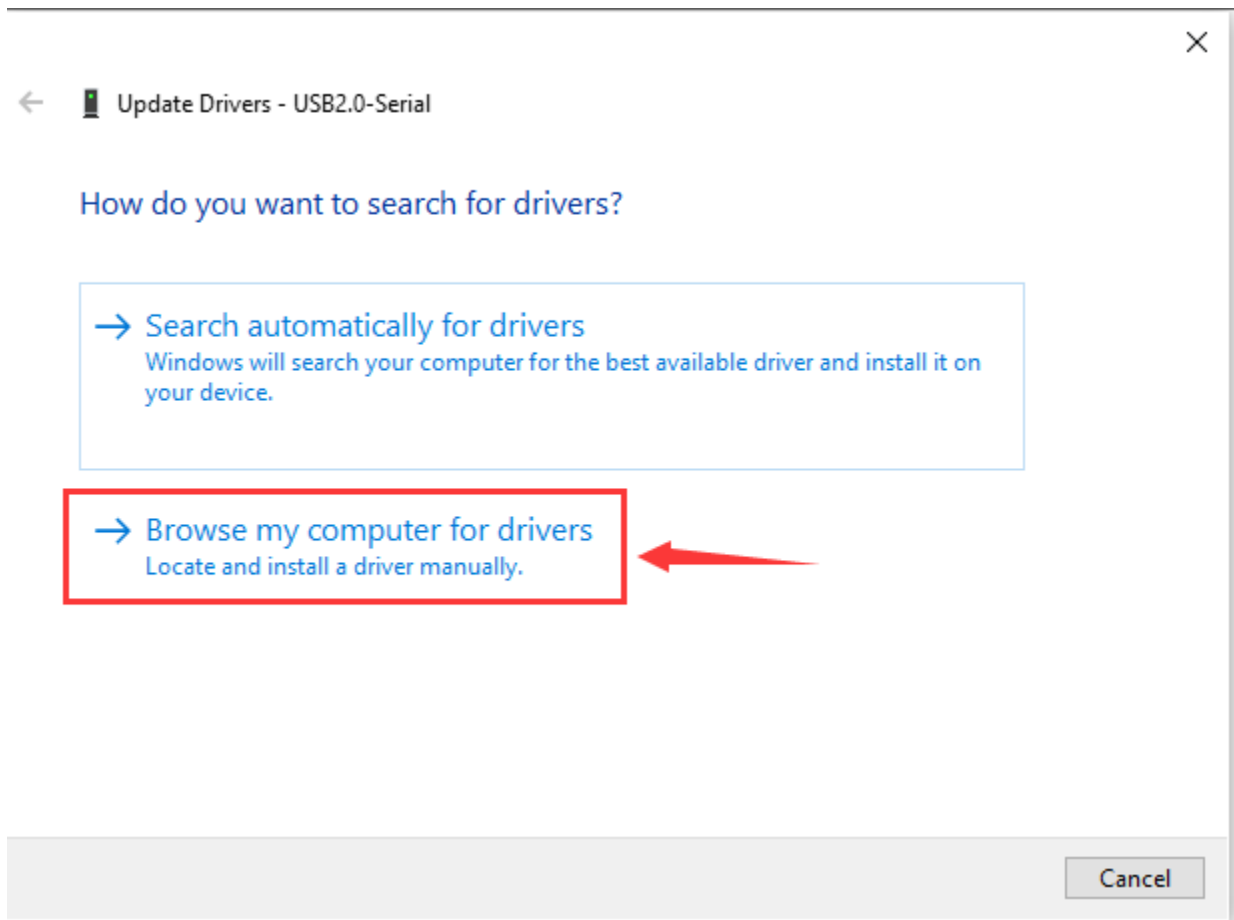 Update Drivers - USB2.0-Serial
How do you want to search for drivers?
Search automatically for drivers
Windows will search your computer for the best available driver and install it on
your device.
Browse my computer for drivers
Locate and install a driver manually.
Cancel